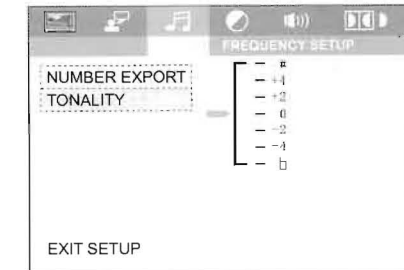 FREQUENCY SETUP
NUMBER EXPORT
TONALITY
#
+4
+2
0
-2
-4
b
EXIT SETUP